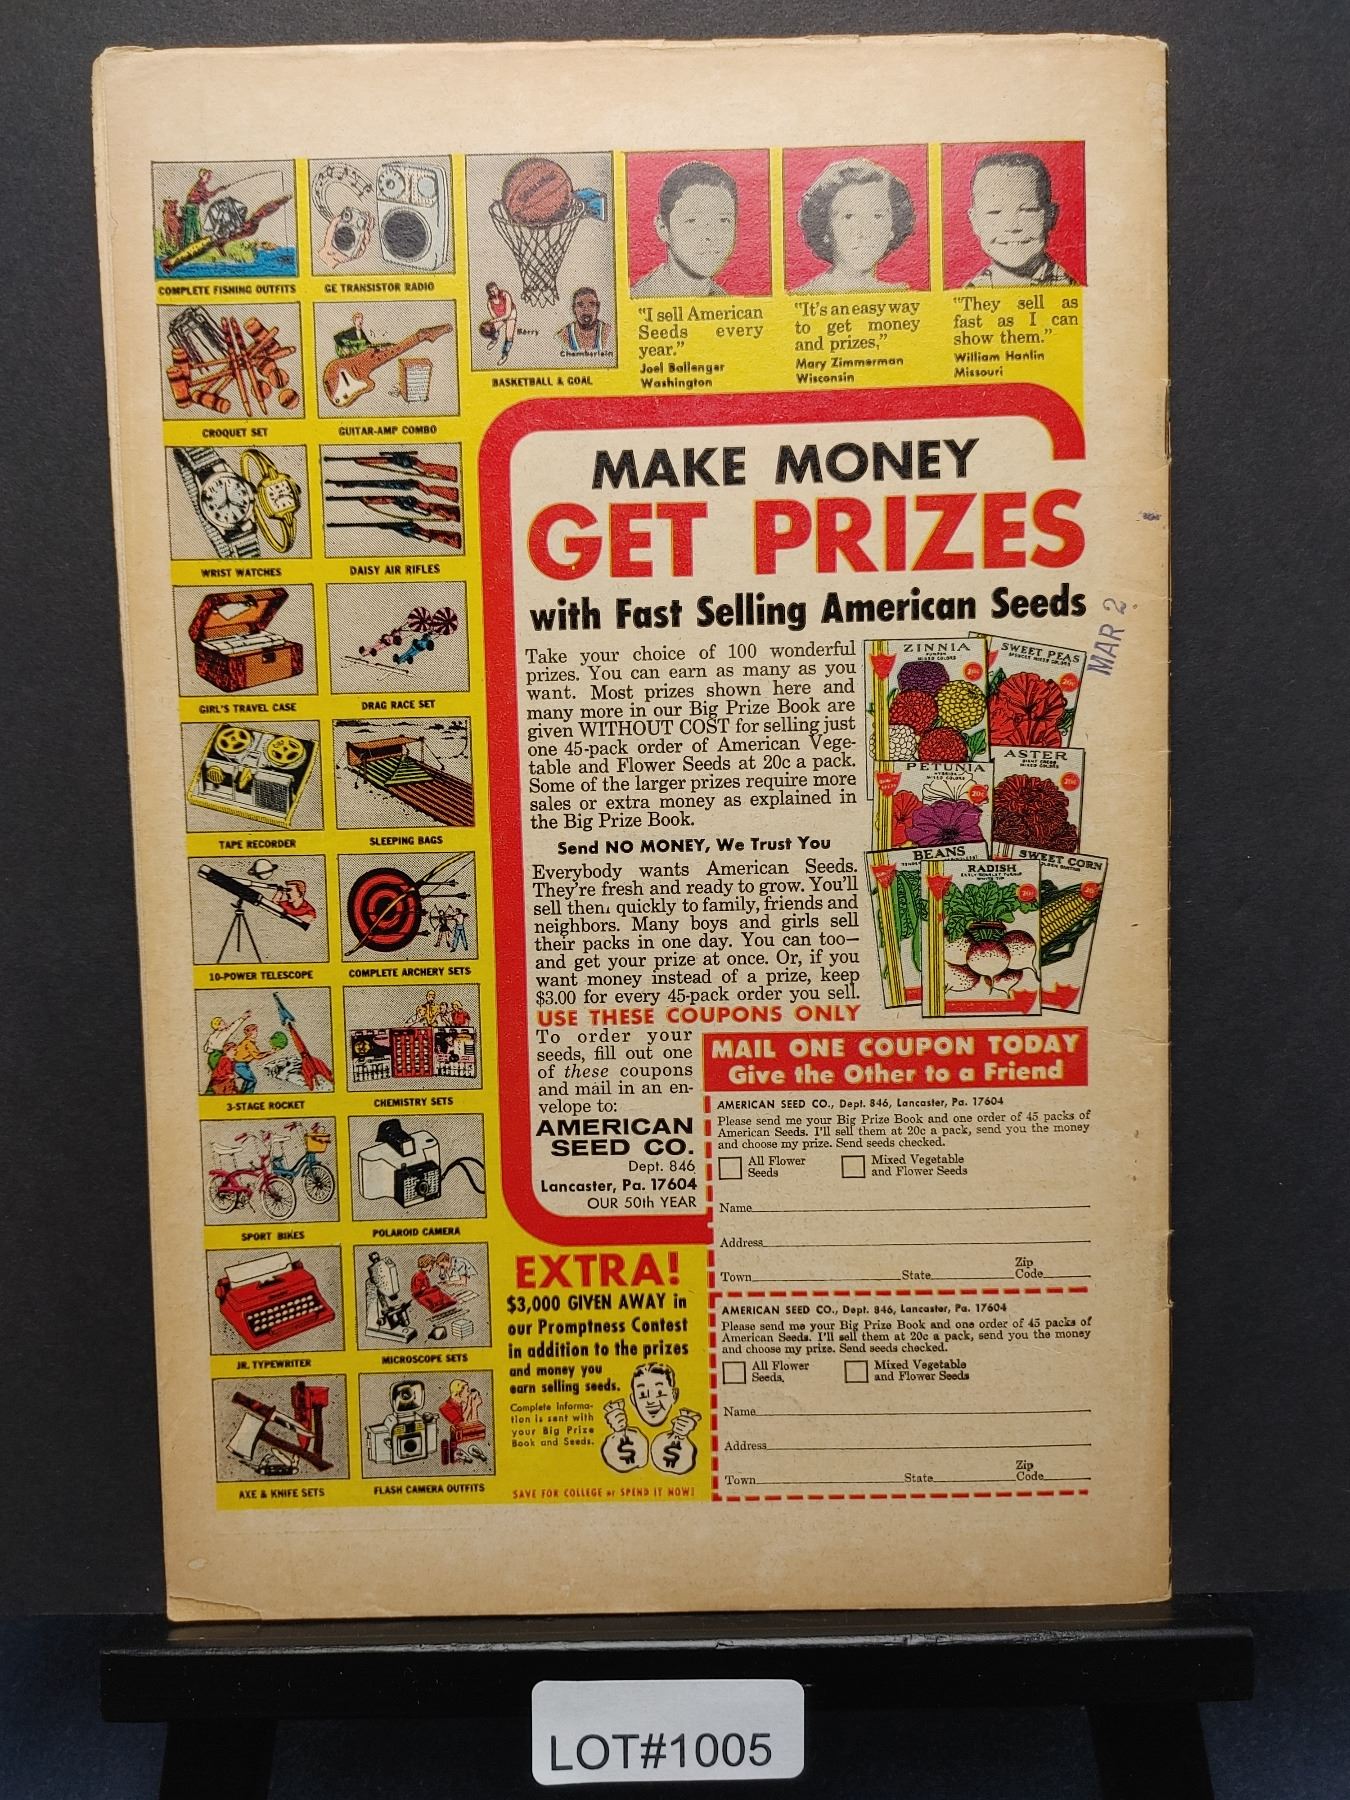 COMPLETE FISHING OUTFITS
GE TRANSISTOR RADIO
Barry
Chamberlain
BASKETBALL & GOAL
"I sell American
Seeds every
year."
Joel Ballenger
Washington
"It's an easy way
to get money
and prizes,"
Mary Zimmerman
Wisconsin
"They sell as
fast as I can
show them."
William Hanlin
Missouri
CROQUET SET
GUITAR-AMP COMBO
WRIST WATCHES
DAISY AIR RIFLES
GIRL'S TRAVEL CASE
DRAG RACE SET
TAPE RECORDER
SLEEPING BAGS
10-POWER TELESCOPE
COMPLETE ARCHERY SETS
3-STAGE ROCKET
CHEMISTRY SETS
SPORT BIKES
POLAROID CAMERA
JR. TYPEWRITER
MICROSCOPE SETS
AXE & KNIFE SETS
FLASH CAMERA OUTFITS
MAKE MONEY
GET PRIZES
with Fast Selling American Seeds
MAR 2
Take your choice of 100 wonderful
prizes. You can earn as many as you
want. Most prizes shown here and
many more in our Big Prize Book are
given WITHOUT COST for selling just
one 45-pack order of American Vege-
table and Flower Seeds at 20c a pack.
Some of the larger prizes require more
sales or extra money as explained in
the Big Prize Book.
Send NO MONEY, We Trust You
Everybody wants American Seeds.
They're fresh and ready to grow. You'll
sell them quickly to family, friends and
neighbors. Many boys and girls sell
their packs in one day. You can too—
and get your prize at once. Or, if you
want money instead of a prize, keep
$3.00 for every 45-pack order you sell.
USE THESE COUPONS ONLY
To order your
seeds, fill out one
of these coupons
and mail in an en-
velope to:
AMERICAN
SEED CO.
Dept. 846
Lancaster, Pa. 17604
OUR 50th YEAR
ZINNIA
MIXED COLORS
20c
SWEET PEAS
MIXED COLORS
20c
PETUNIA
MIXED COLORS
20c
ASTER
MIXED COLORS
20c
BEANS
RADISH
20c
SWEET CORN
20c
MAIL ONE COUPON TODAY
Give the Other to a Friend
AMERICAN SEED CO., Dept. 846, Lancaster, Pa. 17604
Please send me your Big Prize Book and one order of 45 packs of
American Seeds. I'll sell them at 20c a pack, send you the money
and choose my prize. Send seeds checked.
All Flower
Seeds
Mixed Vegetable
and Flower Seeds
Name
Address
Town State Zip
Code
AMERICAN SEED CO., Dept. 846, Lancaster, Pa. 17604
Please send me your Big Prize Book and one order of 45 packs of
American Seeds. I'll sell them at 20c a pack, send you the money
and choose my prize. Send seeds checked.
All Flower
Seeds.
Mixed Vegetable
and Flower Seeds
Name
Address
Town State Zip
Code
EXTRA!
$3,000 GIVEN AWAY in
our Promptness Contest
in addition to the prizes
and money you
earn selling seeds.
Complete informa-
tion is sent with
your Big Prize
Book and Seeds.
$ $
SAVE FOR COLLEGE or SPEND IT NOW!
LOT#1005